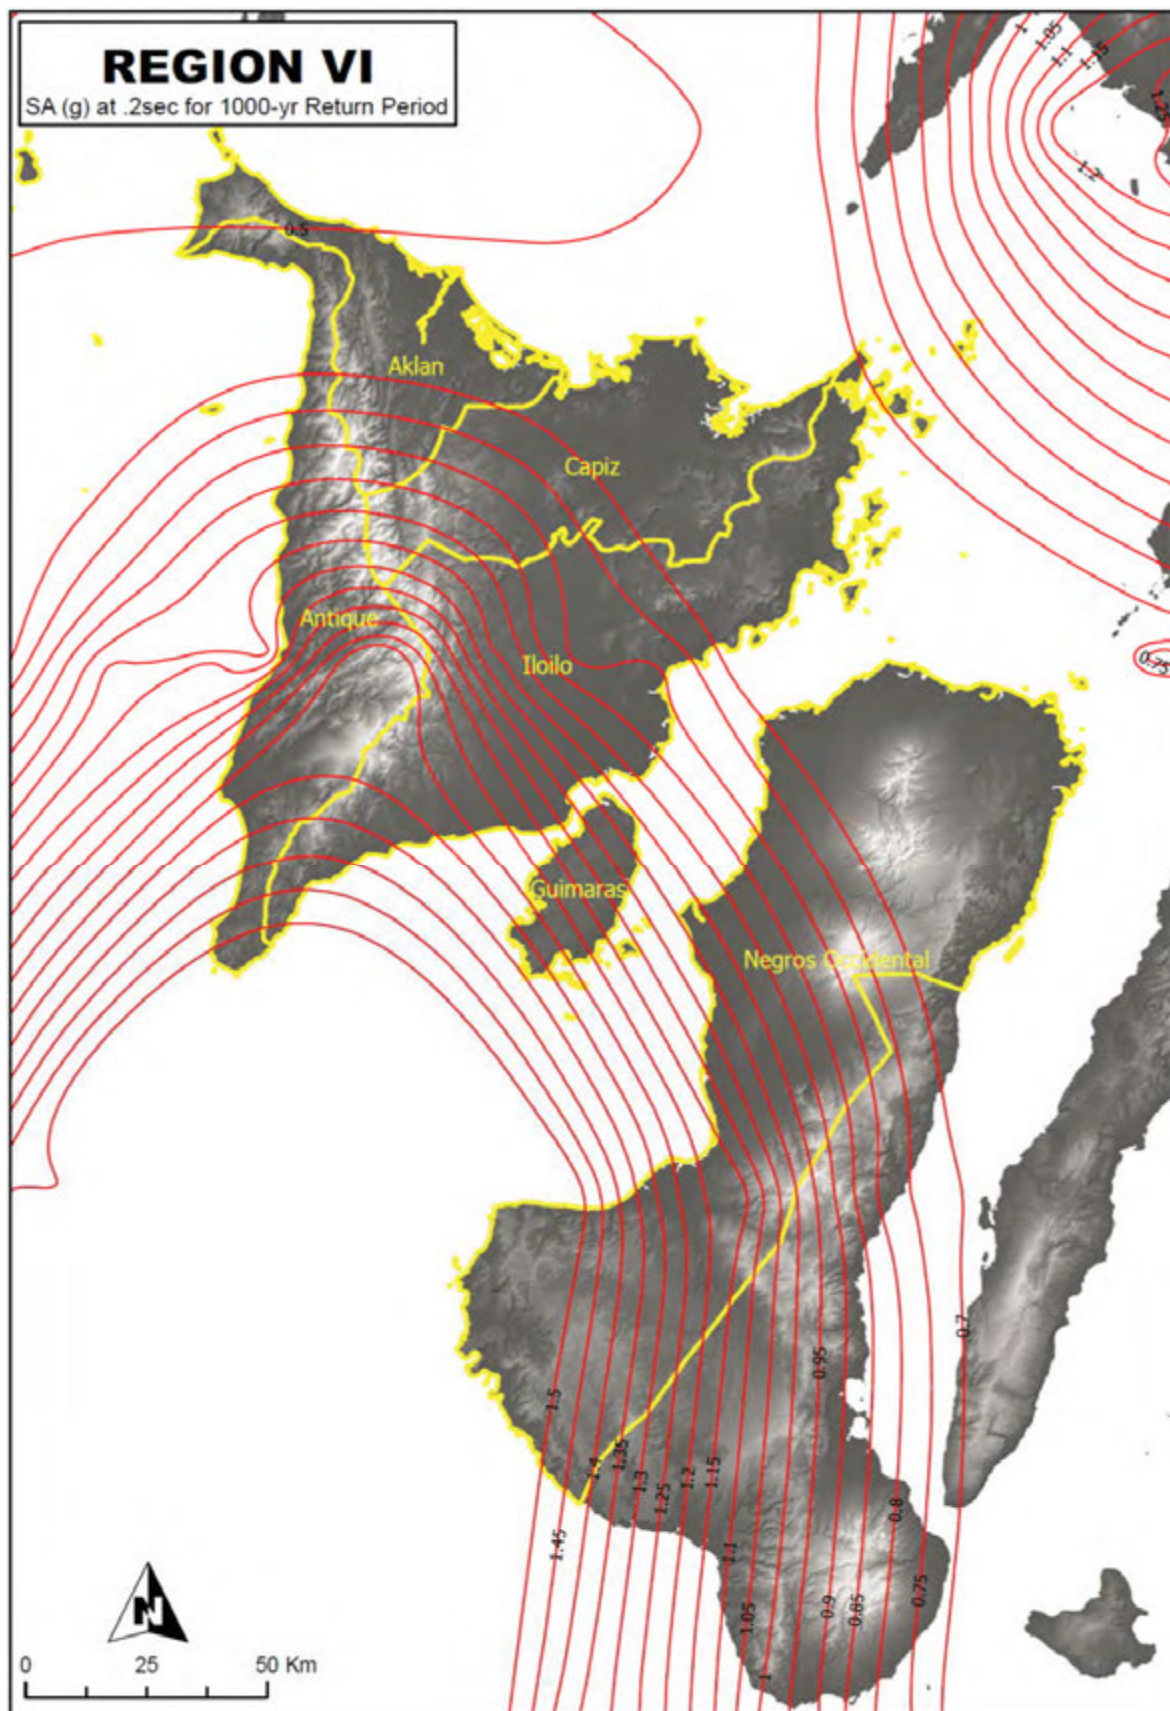 REGION VI
SA (g) at .2sec for 1000-yr Return Period
1
1.05
1.1
1.15
1.25
1.2
0.5
Aklan
Capiz
Antique
Iloilo
0.75
Guimaras
Negros Occidental
0.7
0.95
1.5
1.4
1.35
1.3
1.25
1.2
1.15
0.8
1.45
1.1
0.75
0.9
0.85
1.05
1
N
0 25 50 Km